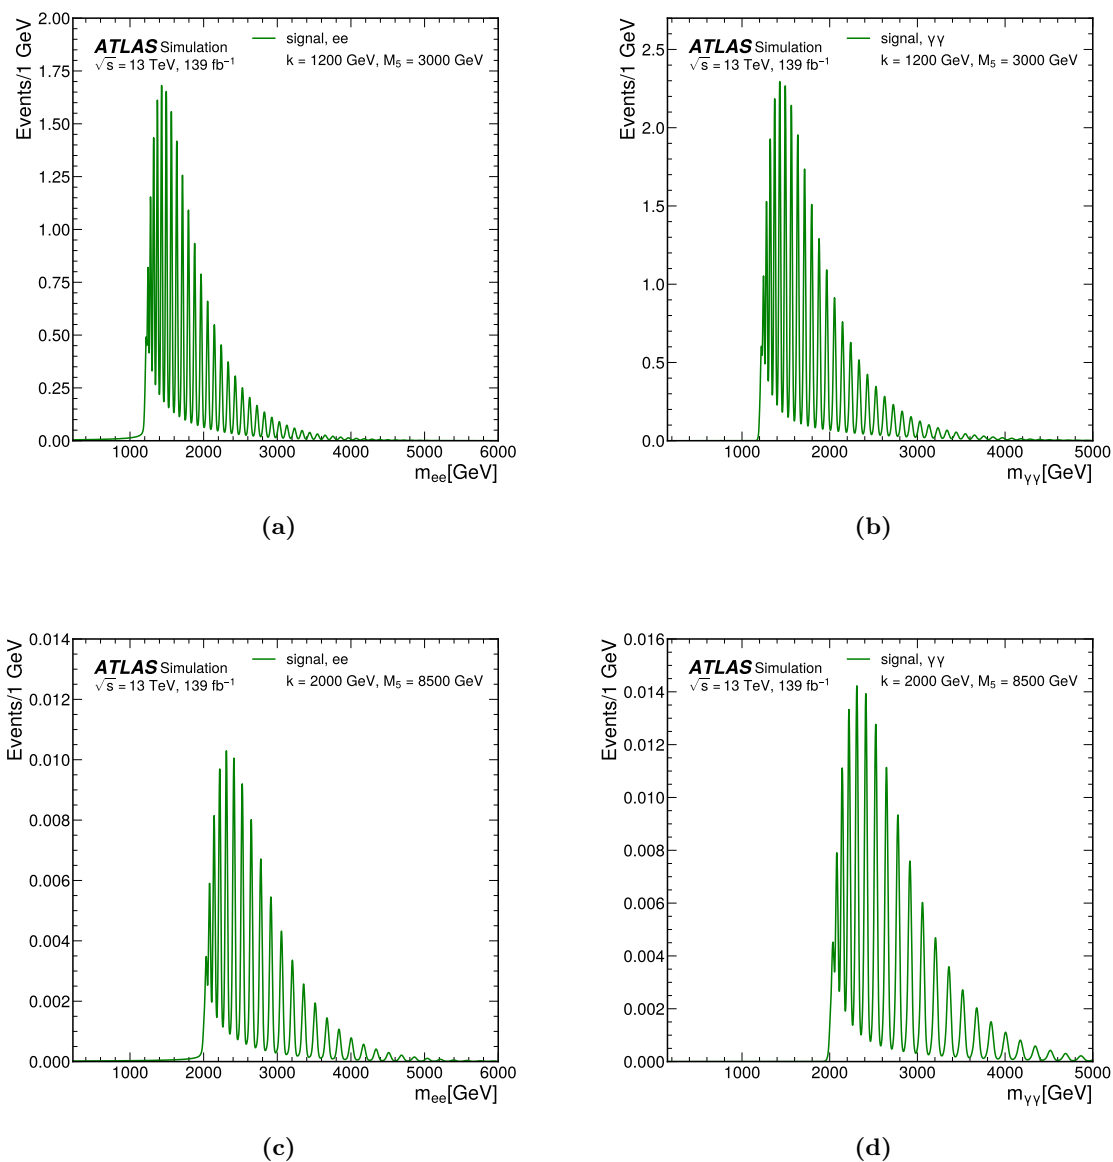 2.00
1.75
1.50
1.25
1.00
0.75
0.50
0.25
0.00
Events/1 GeV
ATLAS Simulation
√s = 13 TeV, 139 fb⁻¹
signal, ee
k = 1200 GeV, M₅ = 3000 GeV
1000 2000 3000 4000 5000 6000
mₑₑ[GeV]
(a)
2.5
2.0
1.5
1.0
0.5
0.0
Events/1 GeV
ATLAS Simulation
√s = 13 TeV, 139 fb⁻¹
signal, γγ
k = 1200 GeV, M₅ = 3000 GeV
1000 2000 3000 4000 5000
m_γγ[GeV]
(b)
0.014
0.012
0.010
0.008
0.006
0.004
0.002
0.000
Events/1 GeV
ATLAS Simulation
√s = 13 TeV, 139 fb⁻¹
signal, ee
k = 2000 GeV, M₅ = 8500 GeV
1000 2000 3000 4000 5000 6000
mₑₑ[GeV]
(c)
0.016
0.014
0.012
0.010
0.008
0.006
0.004
0.002
0.000
Events/1 GeV
ATLAS Simulation
√s = 13 TeV, 139 fb⁻¹
signal, γγ
k = 2000 GeV, M₅ = 8500 GeV
1000 2000 3000 4000 5000
m_γγ[GeV]
(d)